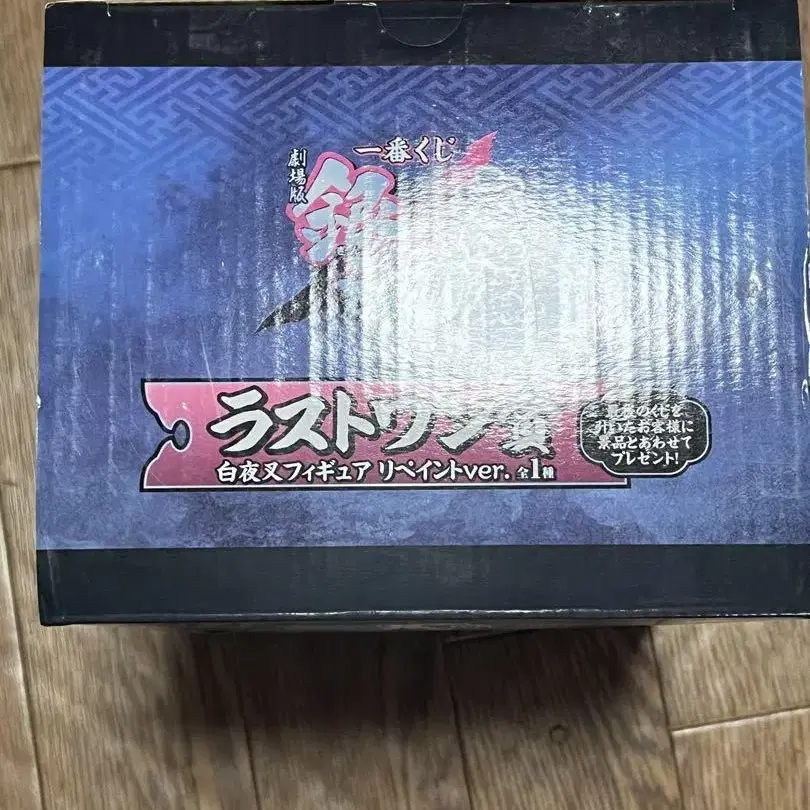 一番くじ
劇場版
銀
ラストワン賞
白夜叉フィギュア リペイントver. 全1種
最後のくじを
引いたお客様に
景品とあわせて
プレゼント!